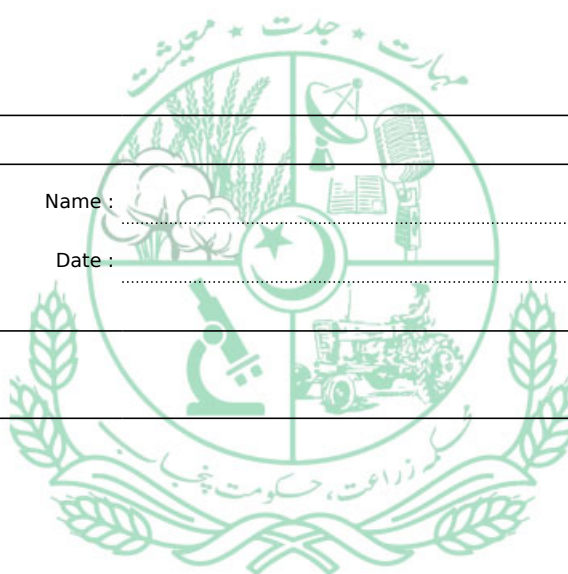 مہارت ٭ جدت ٭ معیشت
Name :
Date :
محکمہ زراعت، حکومت پنجاب